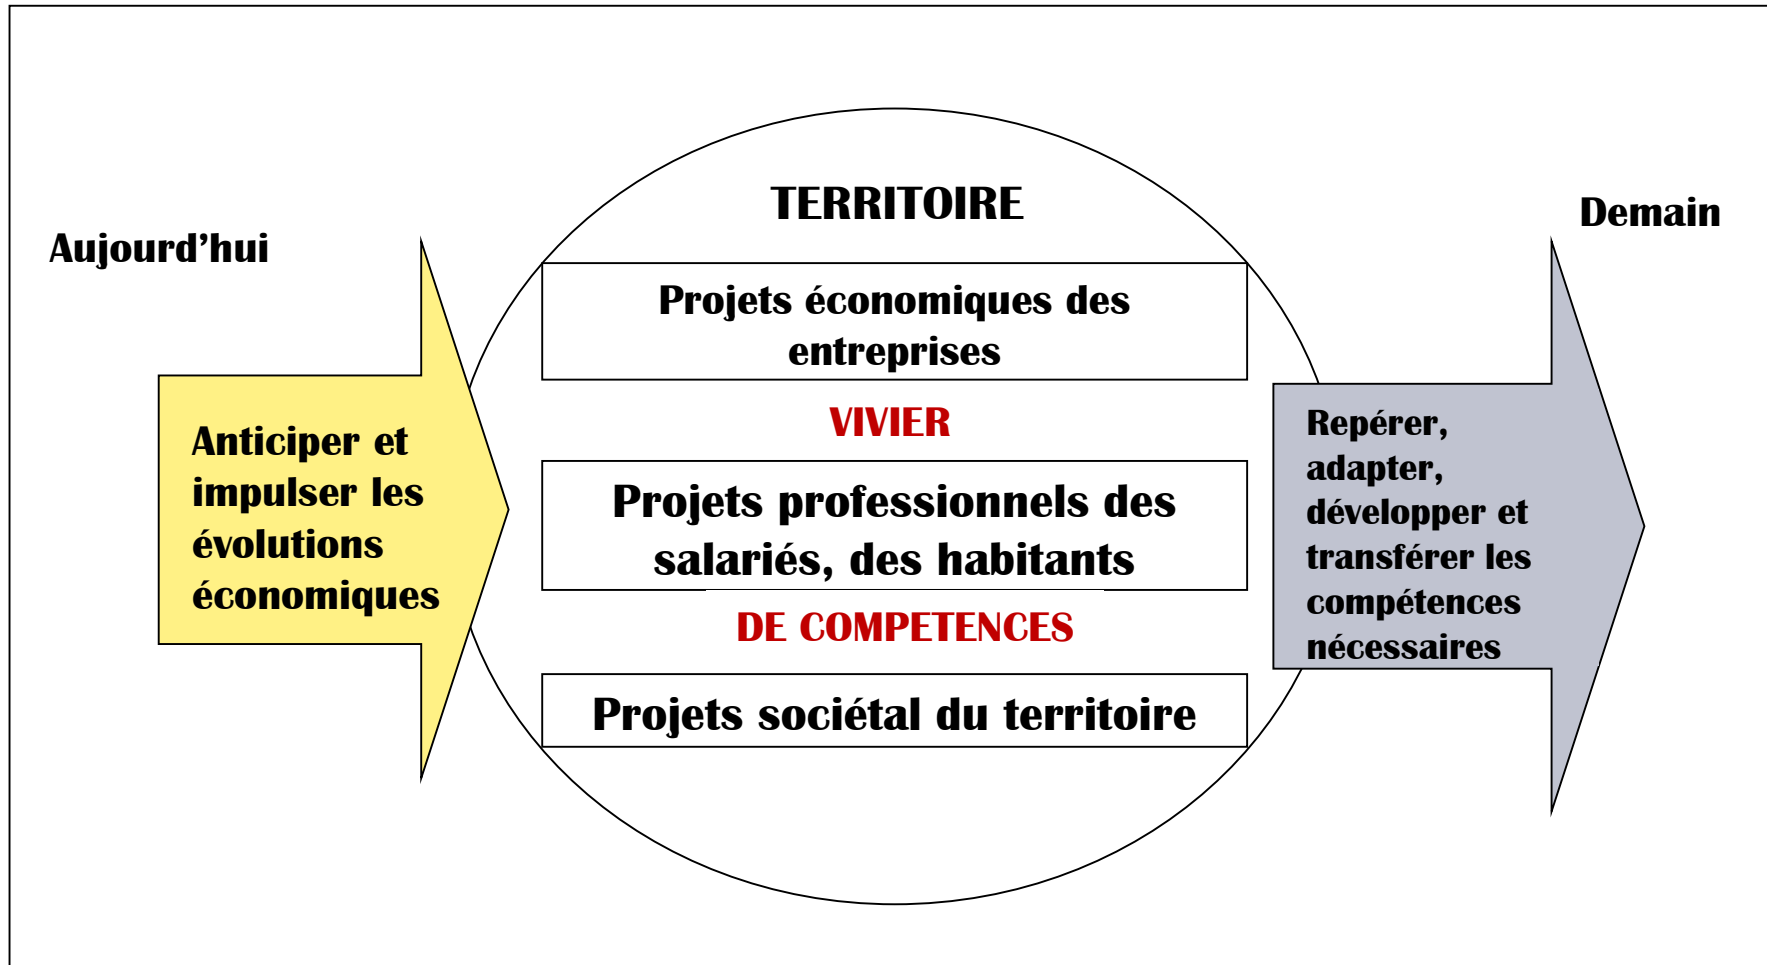 Aujourd’hui
Anticiper et
impulser les
évolutions
économiques
TERRITOIRE
Projets économiques des
entreprises
VIVIER
Projets professionnels des
salariés, des habitants
DE COMPETENCES
Projets sociétal du territoire
Demain
Repérer,
adapter,
développer et
transférer les
compétences
nécessaires